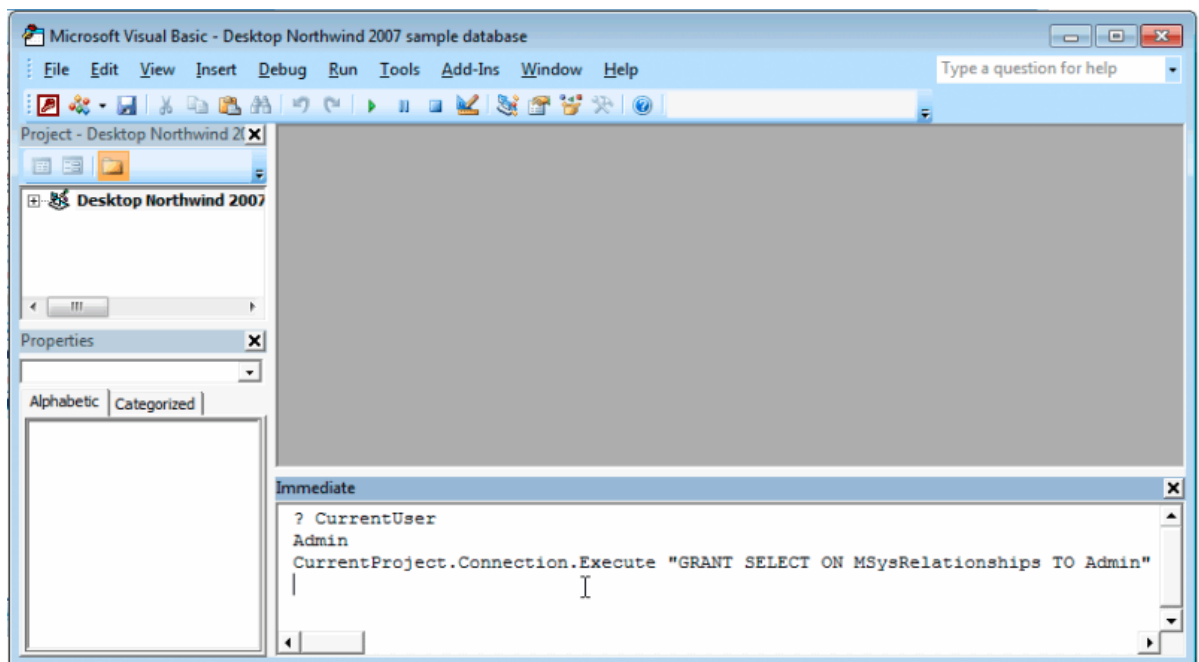 Microsoft Visual Basic - Desktop Northwind 2007 sample database
File Edit View Insert Debug Run Tools Add-Ins Window Help
Type a question for help
Project - Desktop Northwind 20
Desktop Northwind 2007
Properties
Alphabetic Categorized
Immediate
? CurrentUser
Admin
CurrentProject.Connection.Execute "GRANT SELECT ON MSysRelationships TO Admin"